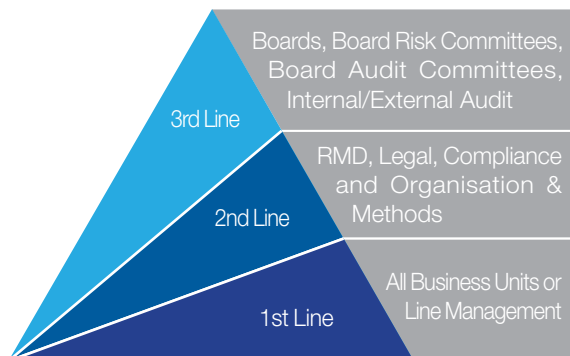 3rd Line
Boards, Board Risk Committees,
Board Audit Committees,
Internal/External Audit
2nd Line
RMD, Legal, Compliance
and Organisation &
Methods
1st Line
All Business Units or
Line Management